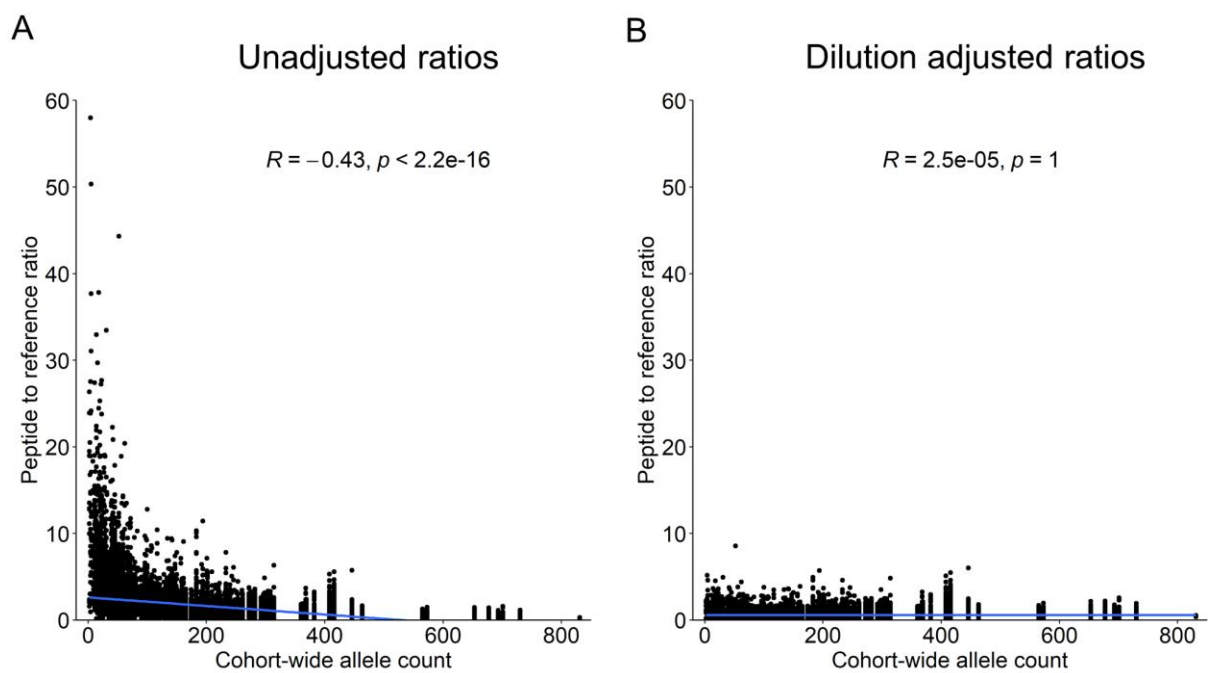 A
Unadjusted ratios
R = −0.43, p < 2.2e-16
Peptide to reference ratio
60
50
40
30
20
10
0
0 200 400 600 800
Cohort-wide allele count
B
Dilution adjusted ratios
R = 2.5e-05, p = 1
Peptide to reference ratio
60
50
40
30
20
10
0
0 200 400 600 800
Cohort-wide allele count